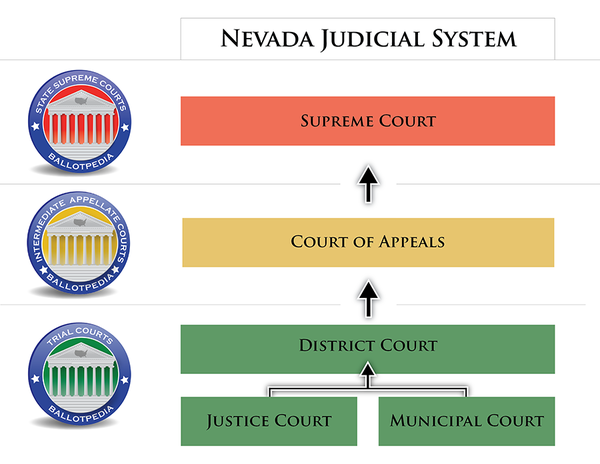 NEVADA JUDICIAL SYSTEM
STATE SUPREME COURTS
BALLOTPEDIA
SUPREME COURT
INTERMEDIATE APPELLATE COURTS
BALLOTPEDIA
COURT OF APPEALS
TRIAL COURTS
BALLOTPEDIA
DISTRICT COURT
JUSTICE COURT
MUNICIPAL COURT